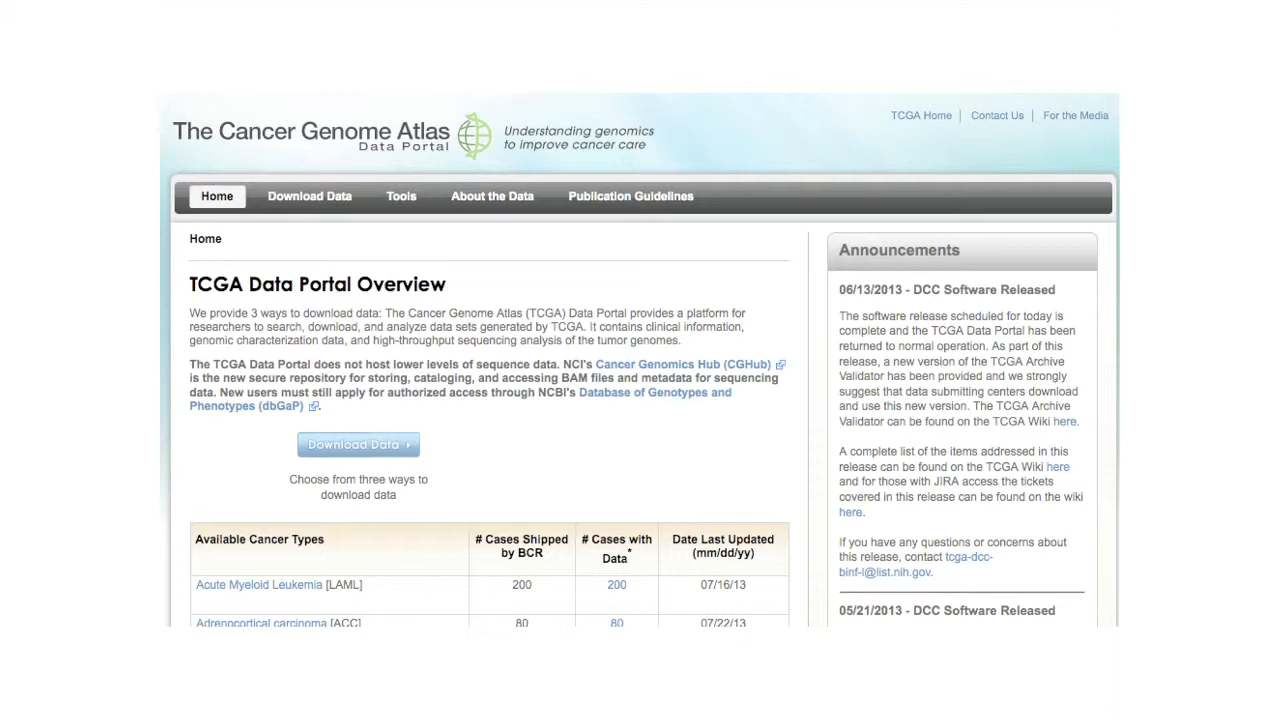 The Cancer Genome Atlas
Data Portal
Understanding genomics
to improve cancer care
TCGA Home | Contact Us | For the Media
Home Download Data Tools About the Data Publication Guidelines
Home
TCGA Data Portal Overview
We provide 3 ways to download data: The Cancer Genome Atlas (TCGA) Data Portal provides a platform for
researchers to search, download, and analyze data sets generated by TCGA. It contains clinical information,
genomic characterization data, and high-throughput sequencing analysis of the tumor genomes.
The TCGA Data Portal does not host lower levels of sequence data. NCI's Cancer Genomics Hub (CGHub)
is the new secure repository for storing, cataloging, and accessing BAM files and metadata for sequencing
data. New users must still apply for authorized access through NCBI's Database of Genotypes and
Phenotypes (dbGaP).
Download Data
Choose from three ways to
download data
Available Cancer Types
# Cases Shipped
by BCR
# Cases with
Data*
Date Last Updated
(mm/dd/yy)
Acute Myeloid Leukemia [LAML] 200 200 07/16/13
Adrenocortical carcinoma [ACC] 80 80 07/22/13
Announcements
06/13/2013 - DCC Software Released
The software release scheduled for today is
complete and the TCGA Data Portal has been
returned to normal operation. As part of this
release, a new version of the TCGA Archive
Validator has been provided and we strongly
suggest that data submitting centers download
and use this new version. The TCGA Archive
Validator can be found on the TCGA Wiki here.
A complete list of the items addressed in this
release can be found on the TCGA Wiki here
and for those with JIRA access the tickets
covered in this release can be found on the wiki
here.
If you have any questions or concerns about
this release, contact tcga-dcc-
binf-l@list.nih.gov.
05/21/2013 - DCC Software Released